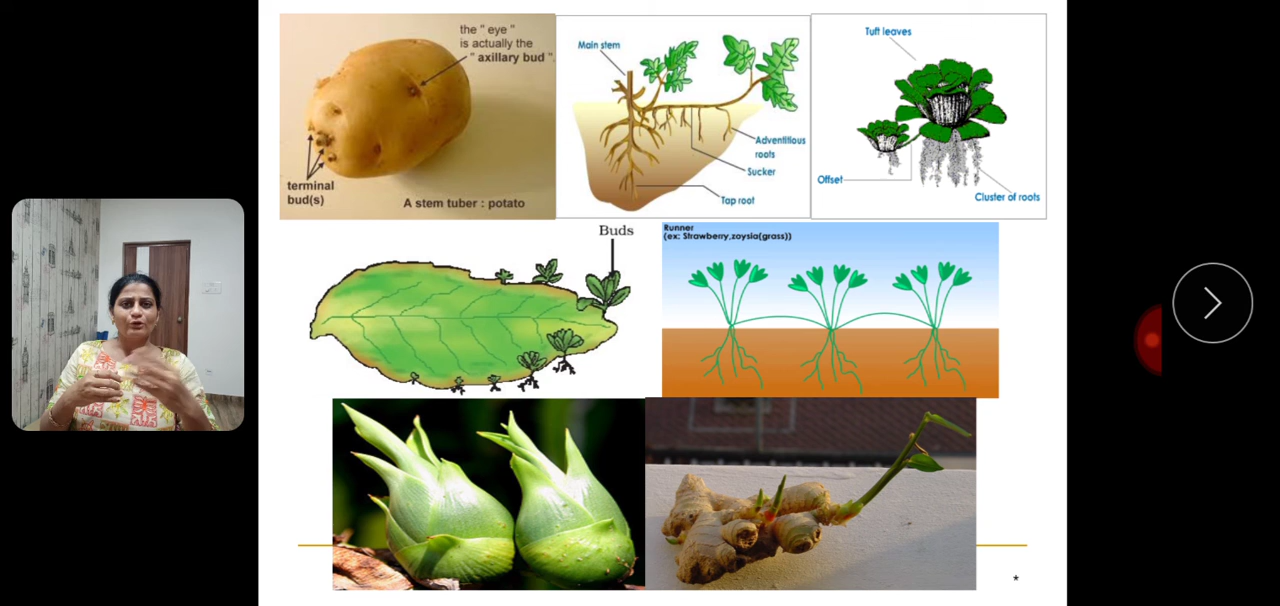 the " eye "
is actually the
" axillary bud ".
terminal
bud(s)
A stem tuber : potato
Main stem
Adventitious
roots
Sucker
Tap root
Tuft leaves
Offset
Cluster of roots
Buds
Runner
(ex: Strawberry,zoysia(grass))
*